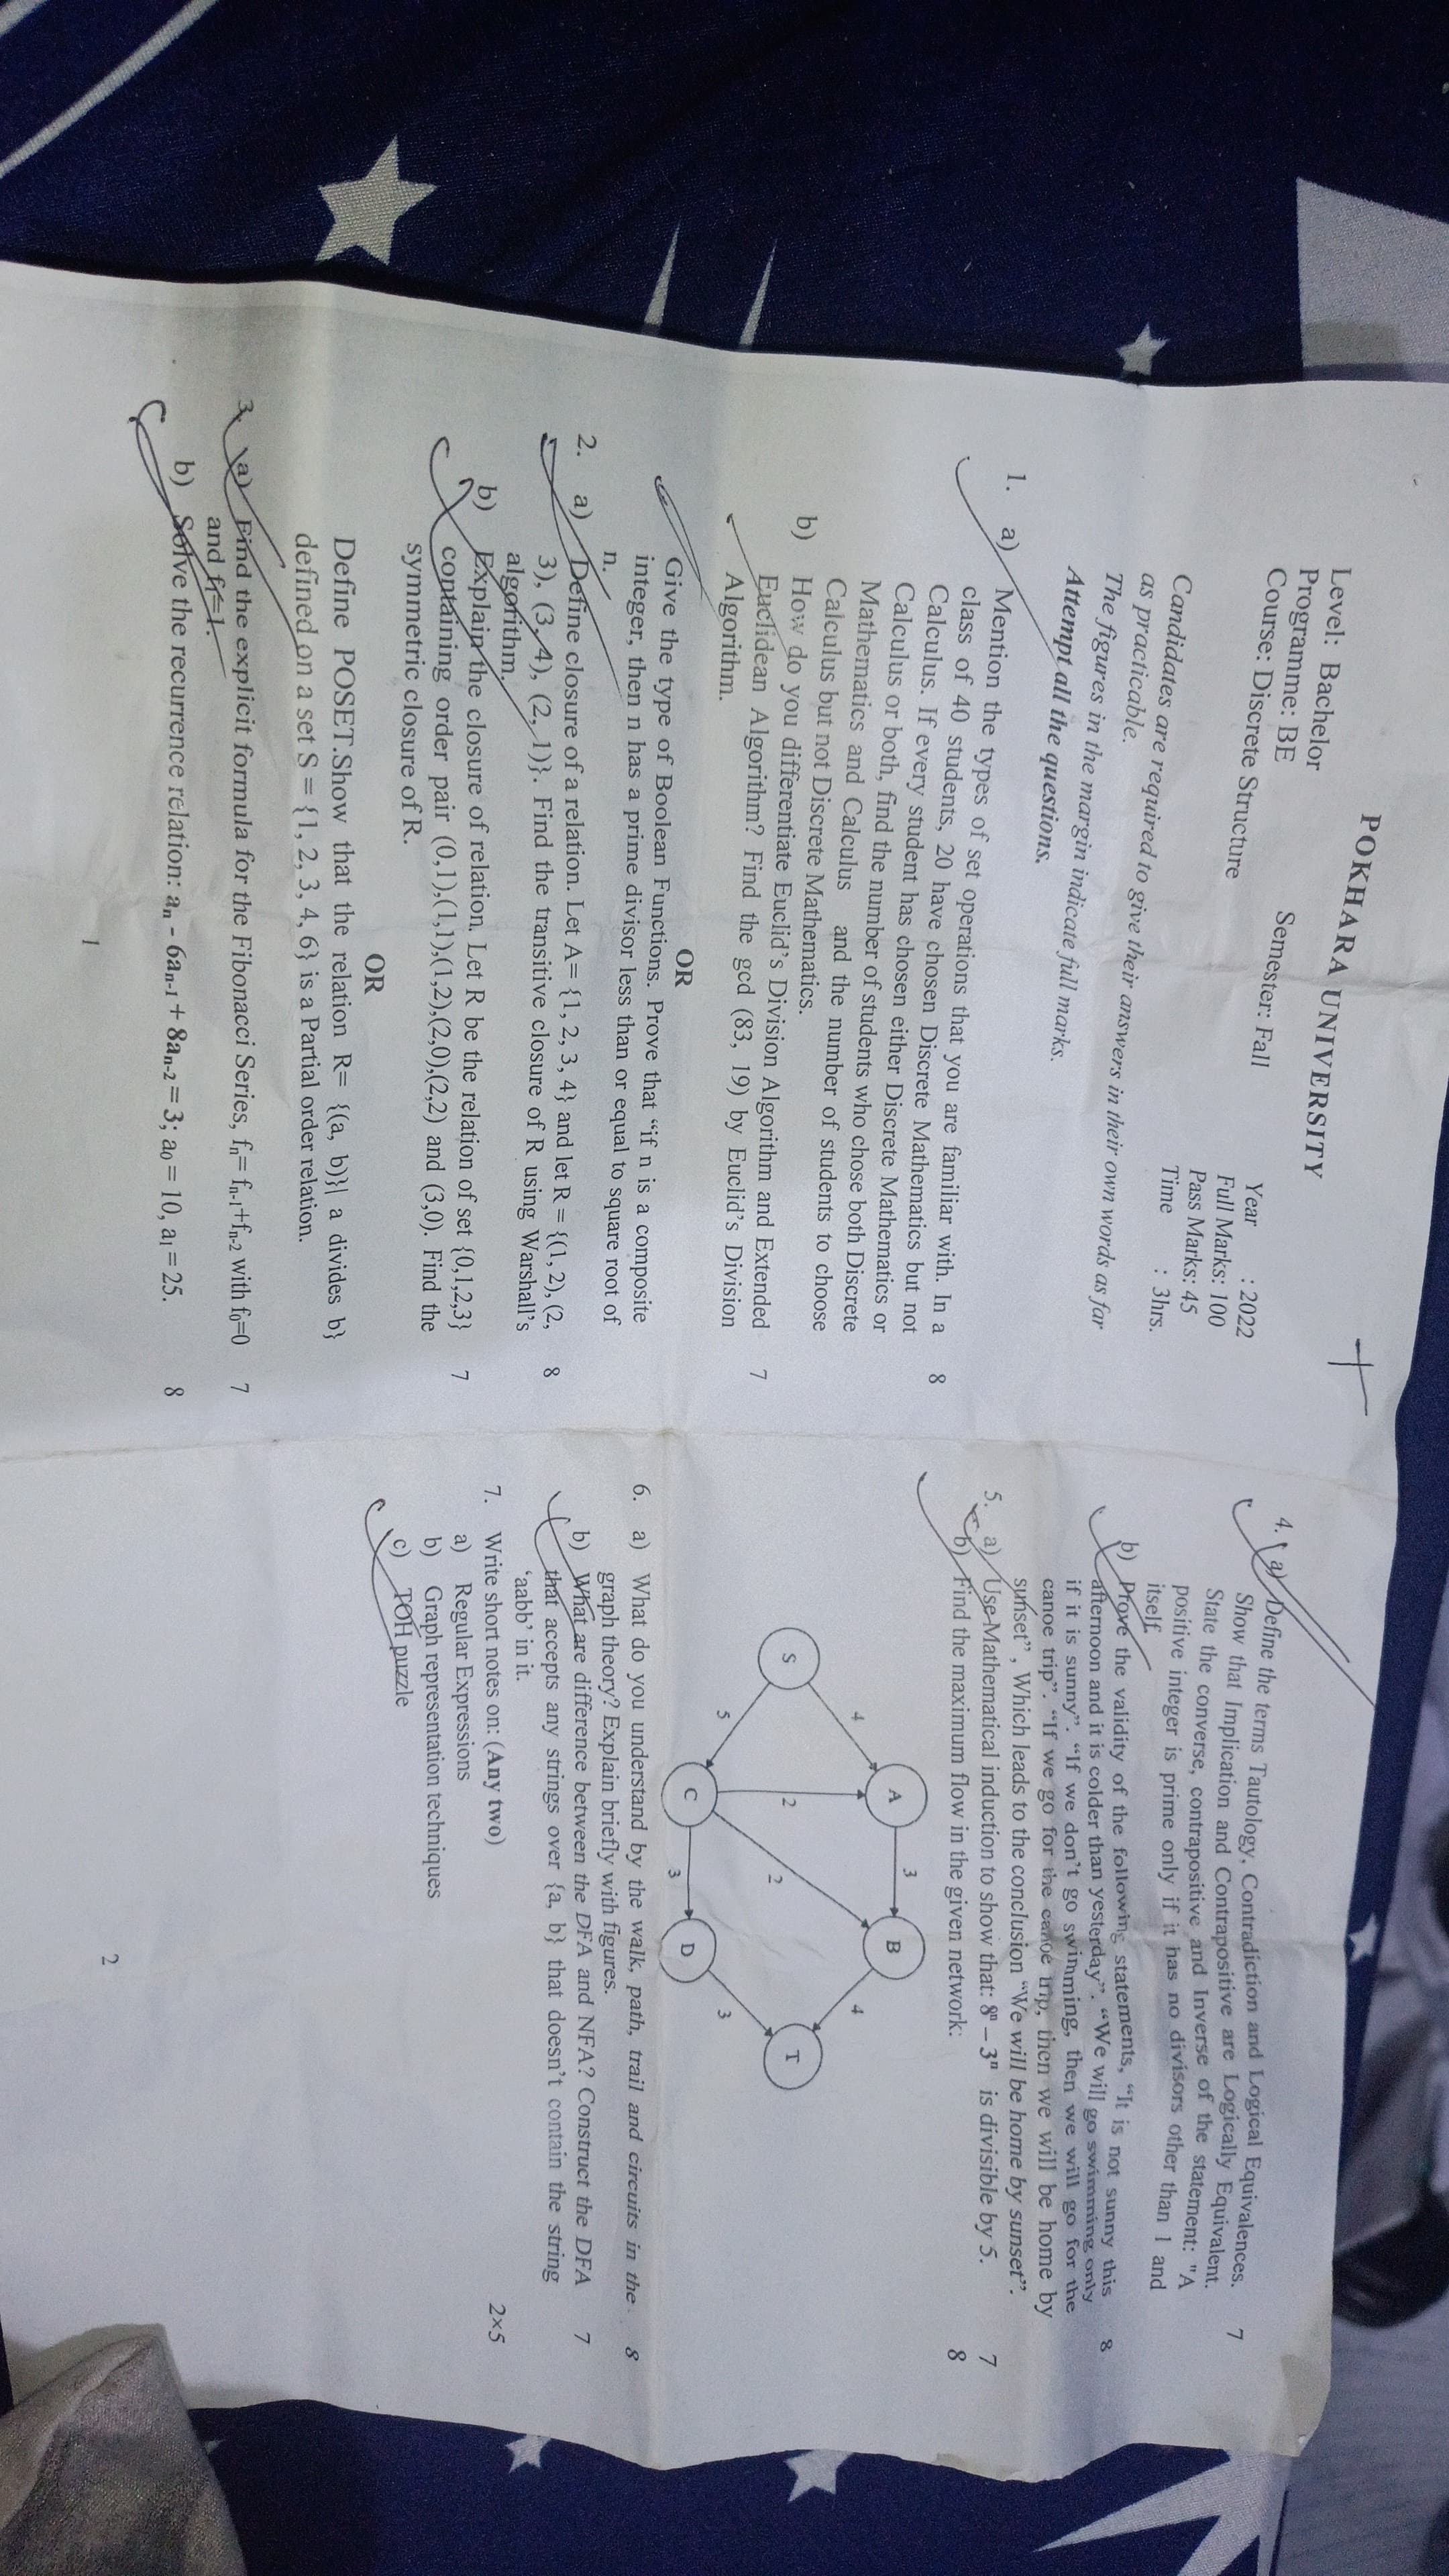 POKHARA UNIVERSITY
Level: Bachelor Semester: Fall Year : 2022
Programme: BE Full Marks: 100
Course: Discrete Structure Pass Marks: 45
Time : 3hrs.
Candidates are required to give their answers in their own words as far
as practicable.
The figures in the margin indicate full marks.
Attempt all the questions.
1. a) Mention the types of set operations that you are familiar with. In a 8
class of 40 students, 20 have chosen Discrete Mathematics but not
Calculus. If every student has chosen either Discrete Mathematics or
Calculus or both, find the number of students who chose both Discrete
Mathematics and Calculus and the number of students to choose
Calculus but not Discrete Mathematics.
b) How do you differentiate Euclid's Division Algorithm and Extended 7
Euclidean Algorithm? Find the gcd (83, 19) by Euclid's Division
Algorithm.
OR
Give the type of Boolean Functions. Prove that “if n is a composite
integer, then n has a prime divisor less than or equal to square root of
n.
2. a) Define closure of a relation. Let A= {1, 2, 3, 4} and let R = {(1, 2), (2, 8
3), (3, 4), (2, 1)}. Find the transitive closure of R using Warshall's
algorithm.
b) Explain the closure of relation. Let R be the relation of set {0,1,2,3} 7
containing order pair (0,1),(1,1),(1,2),(2,0),(2,2) and (3,0). Find the
symmetric closure of R.
OR
Define POSET.Show that the relation R= {(a, b)}| a divides b}
defined on a set S = {1, 2, 3, 4, 6} is a Partial order relation.
3. a) Find the explicit formula for the Fibonacci Series, fn= fn-1+fn-2 with f0=0 7
and f1=1.
b) Solve the recurrence relation: an - 6an-1 + 8an-2 = 3; a0 = 10, a1 = 25. 8
1
4. a) Define the terms Tautology, Contradiction and Logical Equivalences. 7
Show that Implication and Contrapositive are Logically Equivalent.
State the converse, contrapositive and Inverse of the statement: "A
positive integer is prime only if it has no divisors other than 1 and
itself.
b) Prove the validity of the following statements, “It is not sunny this 8
afternoon and it is colder than yesterday”. “We will go swimming only
if it is sunny”. “If we don't go swimming, then we will go for the
canoe trip”. “If we go for the canoe trip, then we will be home by
sunset”, Which leads to the conclusion “We will be home by sunset”.
5. a) Use Mathematical induction to show that: 8ⁿ – 3ⁿ is divisible by 5. 7
b) Find the maximum flow in the given network: 8
A 3 B
4 4
S 2 2 T
5 3
C 3 D
6. a) What do you understand by the walk, path, trail and circuits in the 8
graph theory? Explain briefly with figures.
b) What are difference between the DFA and NFA? Construct the DFA 7
that accepts any strings over {a, b} that doesn't contain the string
‘aabb’ in it.
7. Write short notes on: (Any two) 2×5
a) Regular Expressions
b) Graph representation techniques
c) TOH puzzle
2